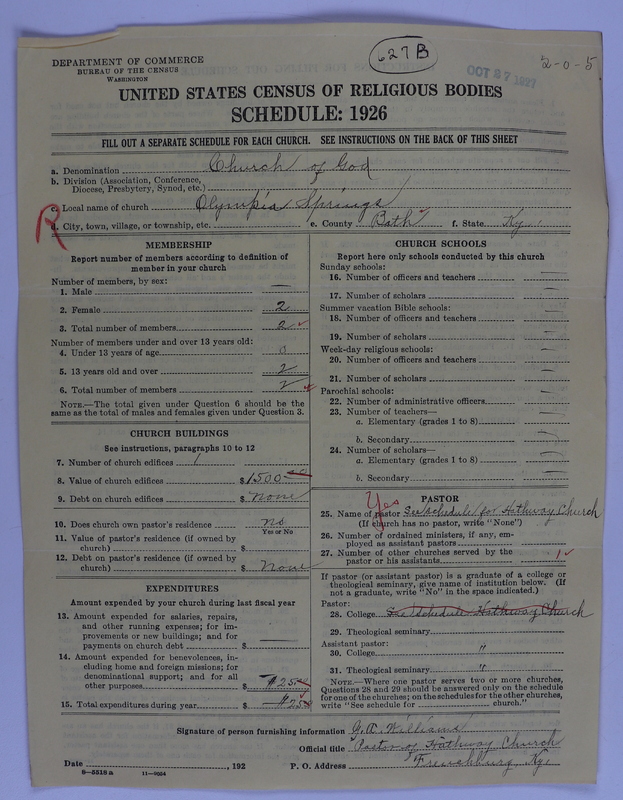 627B
OCT 27 1927
2-0-5
DEPARTMENT OF COMMERCE
BUREAU OF THE CENSUS
WASHINGTON
UNITED STATES CENSUS OF RELIGIOUS BODIES
SCHEDULE: 1926
FILL OUT A SEPARATE SCHEDULE FOR EACH CHURCH. SEE INSTRUCTIONS ON THE BACK OF THIS SHEET
a. Denomination Church of God
b. Division (Association, Conference,
Diocese, Presbytery, Synod, etc.)
c. Local name of church Olympia Springs
R
d. City, town, village, or township, etc. e. County Bath f. State Ky.
MEMBERSHIP
Report number of members according to definition of
member in your church
Number of members, by sex:
1. Male —
2. Female 2
3. Total number of members 2
Number of members under and over 13 years old:
4. Under 13 years of age 0
5. 13 years old and over 2
6. Total number of members 2
NOTE.—The total given under Question 6 should be
the same as the total of males and females given under Question 3.
CHURCH BUILDINGS
See instructions, paragraphs 10 to 12
7. Number of church edifices 1
8. Value of church edifices $1500.00
9. Debt on church edifices $ None
10. Does church own pastor's residence no
Yes or No
11. Value of pastor's residence (if owned by
church) $
12. Debt on pastor's residence (if owned by
church) $ None
EXPENDITURES
Amount expended by your church during last fiscal year
13. Amount expended for salaries, repairs,
and other running expenses; for im-
provements or new buildings; and for
payments on church debt $
14. Amount expended for benevolences, in-
cluding home and foreign missions; for
denominational support; and for all
other purposes $25
15. Total expenditures during year $25
CHURCH SCHOOLS
Report here only schools conducted by this church
Sunday schools:
16. Number of officers and teachers —
17. Number of scholars —
Summer vacation Bible schools:
18. Number of officers and teachers —
19. Number of scholars —
Week-day religious schools:
20. Number of officers and teachers —
21. Number of scholars —
Parochial schools:
22. Number of administrative officers —
23. Number of teachers—
a. Elementary (grades 1 to 8) —
b. Secondary —
24. Number of scholars—
a. Elementary (grades 1 to 8) —
b. Secondary —
Yes
PASTOR
25. Name of pastor See schedule for Hathway Church
(If church has no pastor, write "None")
26. Number of ordained ministers, if any, em-
ployed as assistant pastors
27. Number of other churches served by the
pastor or his assistants 1
If pastor (or assistant pastor) is a graduate of a college or
theological seminary, give name of institution below. (If
not a graduate, write "No" in the space indicated.)
Pastor:
28. College See schedule Hathway Church
29. Theological seminary
Assistant pastor:
30. College "
31. Theological seminary "
NOTE.—Where one pastor serves two or more churches,
Questions 28 and 29 should be answered only on the schedule
for one of the churches; on the schedules for the other churches,
write "See schedule for church."
Signature of person furnishing information G. T. Williams
Official title Pastor of Hathway Church
Date , 192 P. O. Address Frenchburg, Ky.
8—5518a 11—9054